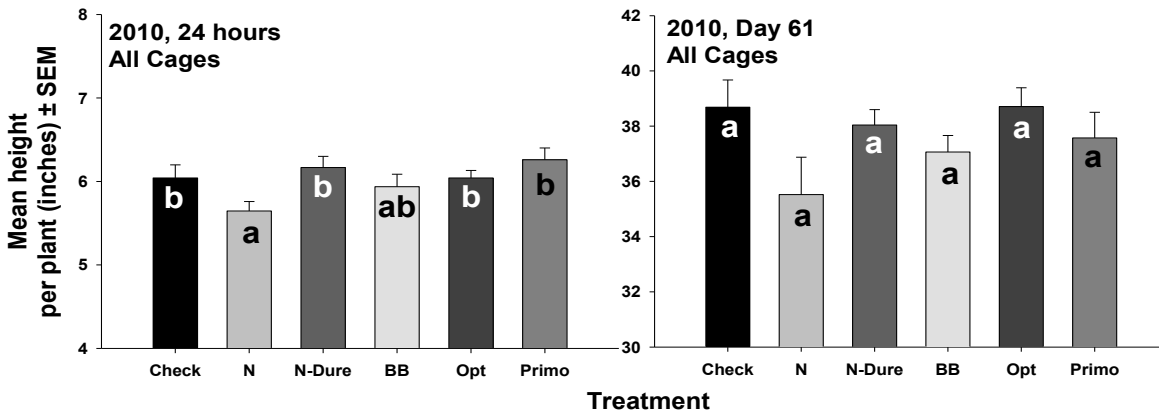 Mean height
per plant (inches) ± SEM
2010, 24 hours
All Cages
8
7
6
5
4
b
a
b
ab
b
b
Check N N-Dure BB Opt Primo
2010, Day 61
All Cages
42
40
38
36
34
32
30
a
a
a
a
a
a
Check N N-Dure BB Opt Primo
Treatment